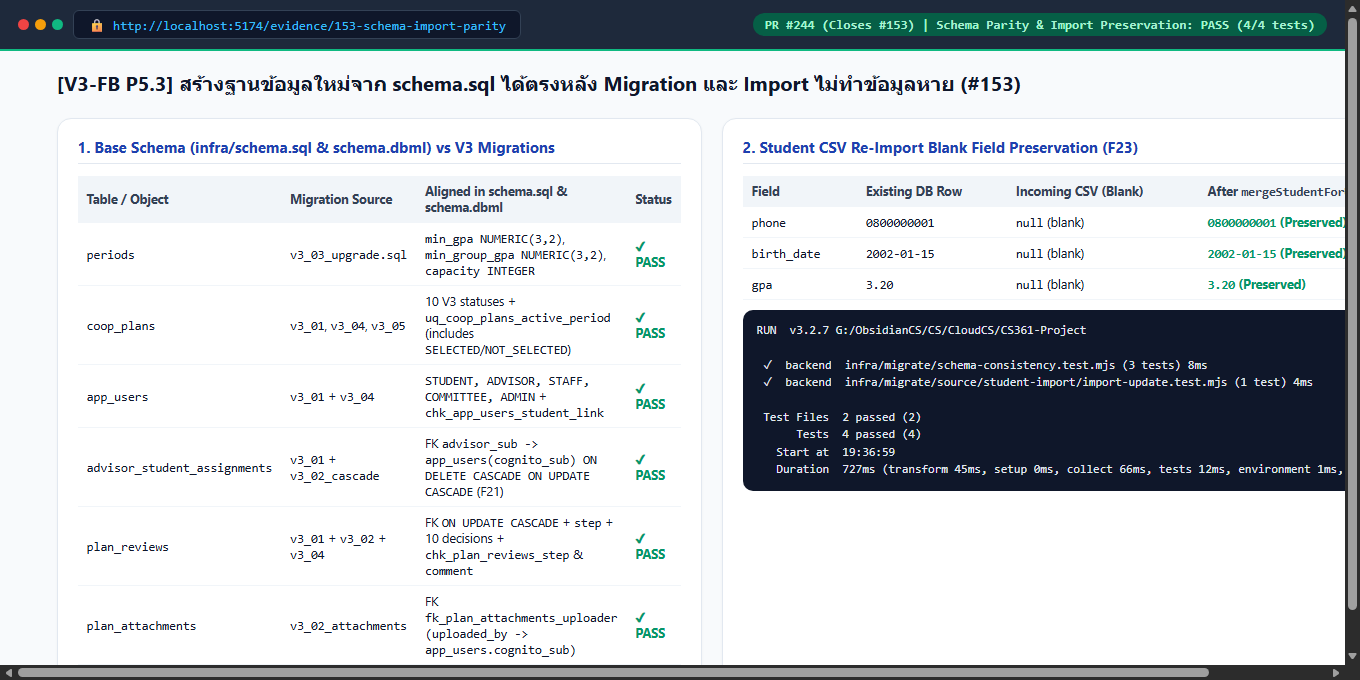 http://localhost:5174/evidence/153-schema-import-parity
PR #244 (Closes #153) | Schema Parity & Import Preservation: PASS (4/4 tests)
[V3-FB P5.3] สร้างฐานข้อมูลใหม่จาก schema.sql ได้ตรงหลัง Migration และ Import ไม่ทำข้อมูลหาย (#153)
1. Base Schema (infra/schema.sql & schema.dbml) vs V3 Migrations
Table / Object
Migration Source
Aligned in schema.sql &
schema.dbml
Status
periods
v3_03_upgrade.sql
min_gpa NUMERIC(3,2),
min_group_gpa NUMERIC(3,2),
capacity INTEGER
✓
PASS
coop_plans
v3_01, v3_04, v3_05
10 V3 statuses +
uq_coop_plans_active_period
(includes
SELECTED/NOT_SELECTED)
✓
PASS
app_users
v3_01 + v3_04
STUDENT, ADVISOR, STAFF,
COMMITTEE, ADMIN +
chk_app_users_student_link
✓
PASS
advisor_student_assignments
v3_01 +
v3_02_cascade
FK advisor_sub ->
app_users(cognito_sub) ON
DELETE CASCADE ON UPDATE
CASCADE (F21)
✓
PASS
plan_reviews
v3_01 + v3_02 +
v3_04
FK ON UPDATE CASCADE + step +
10 decisions +
chk_plan_reviews_step &
comment
✓
PASS
plan_attachments
v3_02_attachments
FK
fk_plan_attachments_uploader
(uploaded_by ->
app_users.cognito_sub)
✓
PASS
2. Student CSV Re-Import Blank Field Preservation (F23)
Field
Existing DB Row
Incoming CSV (Blank)
After mergeStudentFor
phone
0800000001
null (blank)
0800000001 (Preserved)
birth_date
2002-01-15
null (blank)
2002-01-15 (Preserved)
gpa
3.20
null (blank)
3.20 (Preserved)
RUN v3.2.7 G:/ObsidianCS/CS/CloudCS/CS361-Project
✓ backend infra/migrate/schema-consistency.test.mjs (3 tests) 8ms
✓ backend infra/migrate/source/student-import/import-update.test.mjs (1 test) 4ms
Test Files 2 passed (2)
Tests 4 passed (4)
Start at 19:36:59
Duration 727ms (transform 45ms, setup 0ms, collect 66ms, tests 12ms, environment 1ms,